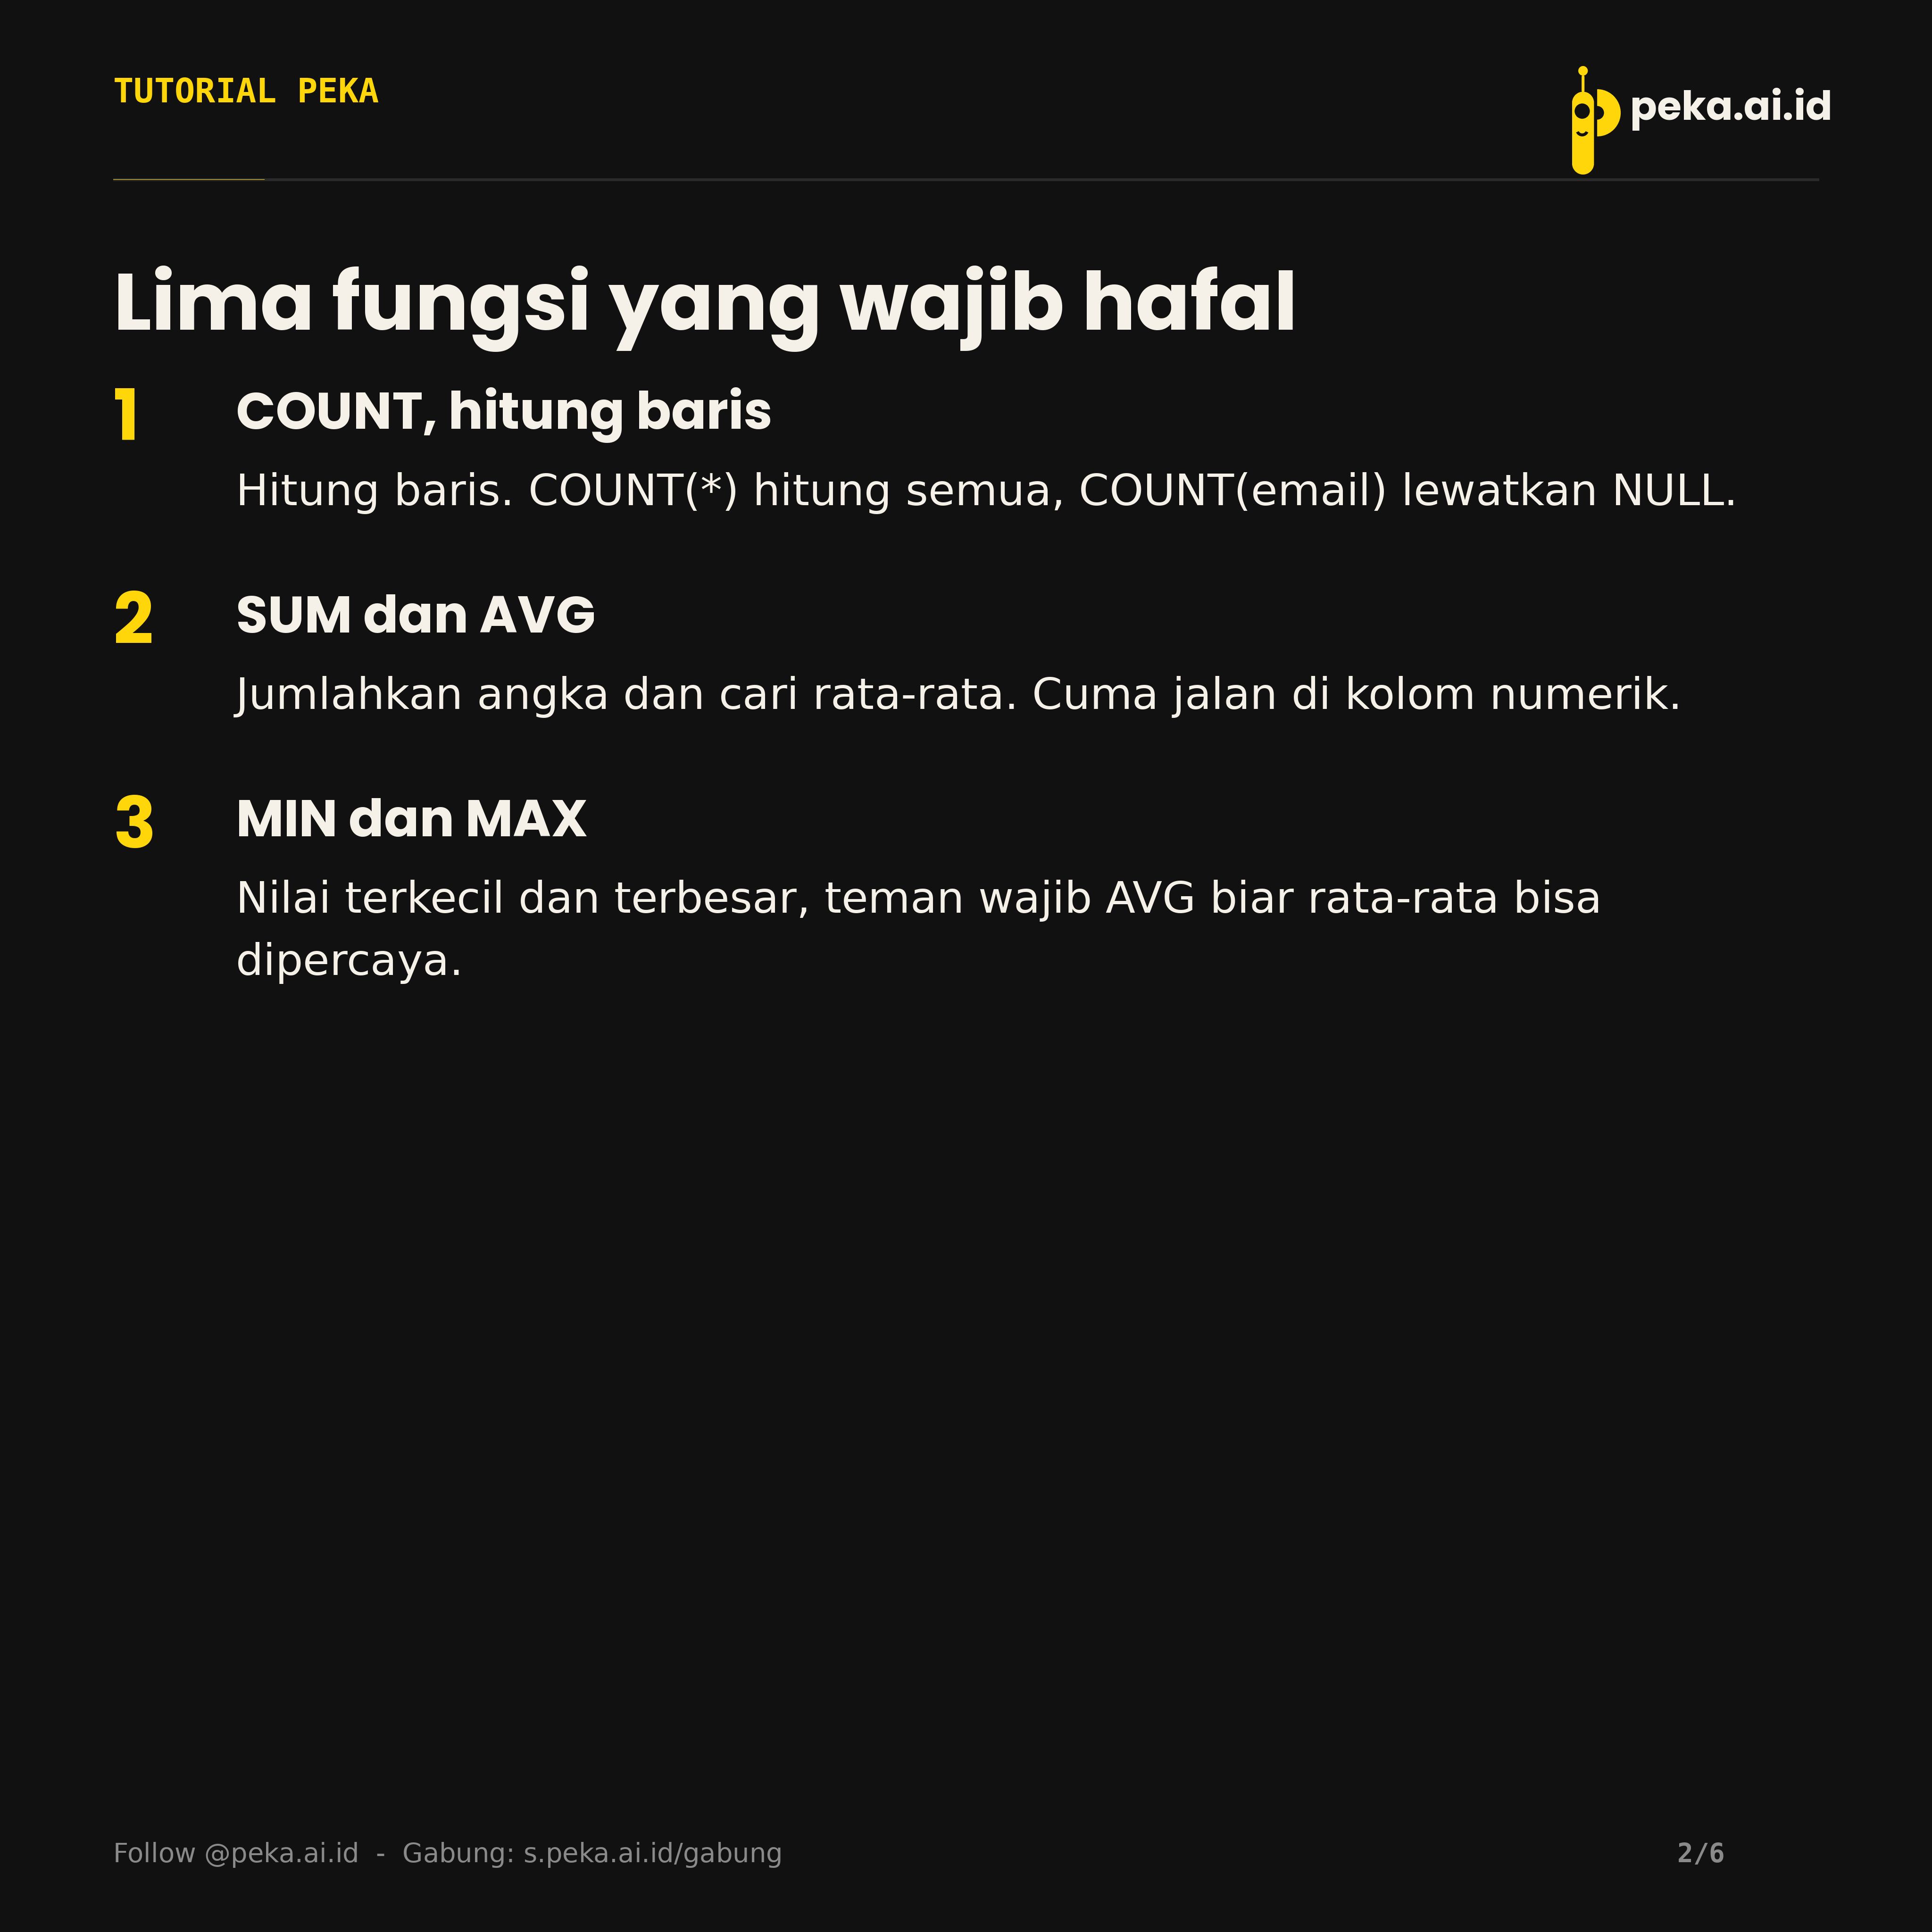 TUTORIAL PEKA
peka.ai.id
Lima fungsi yang wajib hafal
1
COUNT, hitung baris
Hitung baris. COUNT(*) hitung semua, COUNT(email) lewatkan NULL.
2
SUM dan AVG
Jumlahkan angka dan cari rata-rata. Cuma jalan di kolom numerik.
3
MIN dan MAX
Nilai terkecil dan terbesar, teman wajib AVG biar rata-rata bisa
dipercaya.
Follow @peka.ai.id - Gabung: s.peka.ai.id/gabung
2/6